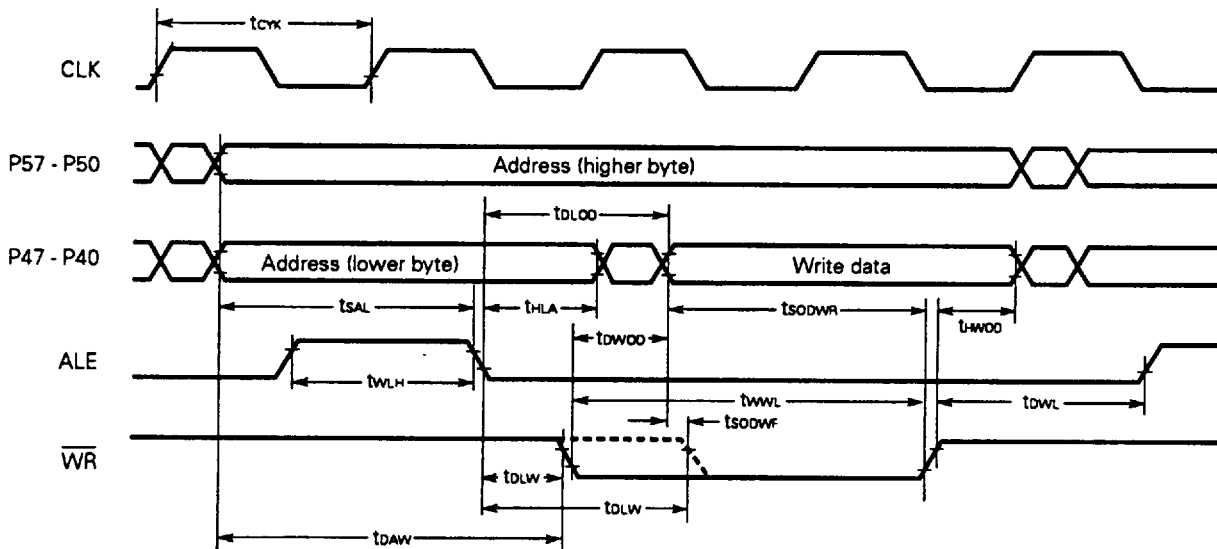 tCYK
CLK
P57 - P50
Address (higher byte)
tDLOD
P47 - P40
Address (lower byte)
Write data
tSAL
tHLA
tSODWR
tHWOD
tDWOD
ALE
tWLH
tWWL
tDWL
tSODWF
WR
tDLW
tDLW
tDAW